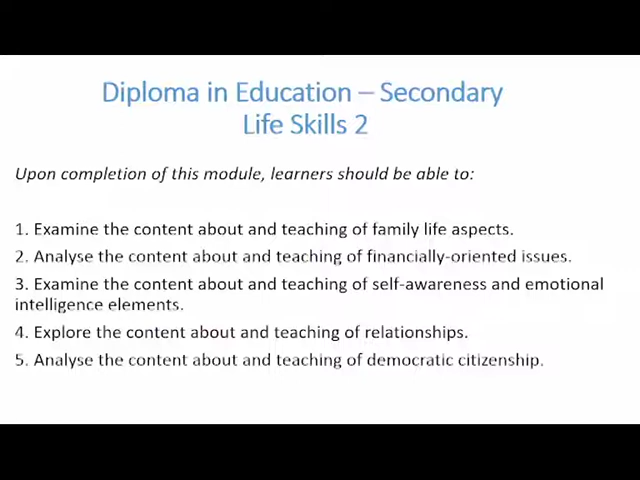 Diploma in Education – Secondary
Life Skills 2
Upon completion of this module, learners should be able to:
1. Examine the content about and teaching of family life aspects.
2. Analyse the content about and teaching of financially-oriented issues.
3. Examine the content about and teaching of self-awareness and emotional
intelligence elements.
4. Explore the content about and teaching of relationships.
5. Analyse the content about and teaching of democratic citizenship.